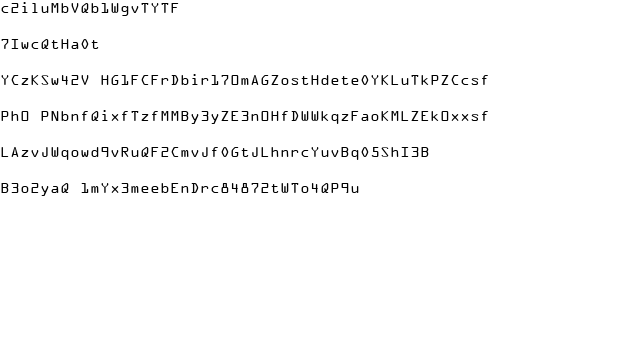 c2iluMbVQb1WgvTYTF
7IwcQtHa0t
YCzKSw42V HG1FCFrDbir17OmAGZostHdete0YKLuTkPZCcsf
PhO PNbnfQixfTzfMMBy3yZE3nOHfDWWkqzFaoKMLZEkOxxsf
LAzvJWqowd9vRuQF2CmvJf0GtJLhnrcYuvBq05ShI3B
B3o2yaQ 1mYx3meebEnDrc84872tWTo4QP9u